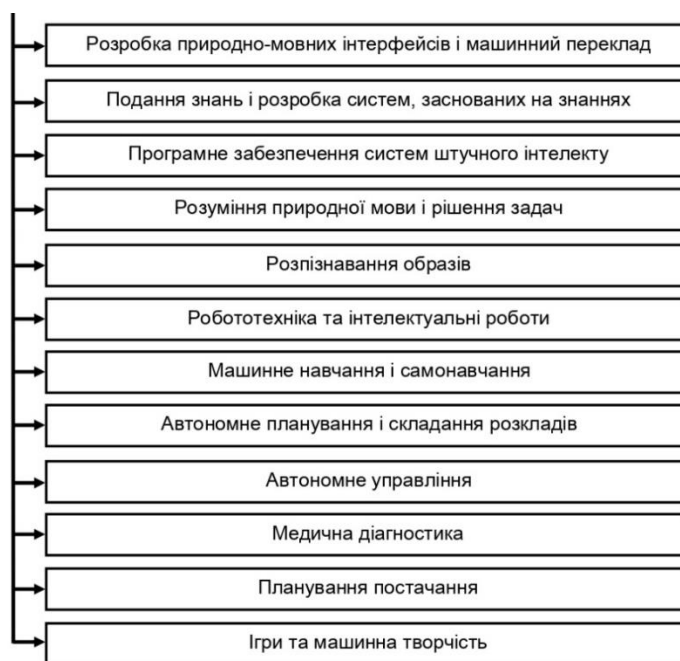 Розробка природно-мовних інтерфейсів і машинний переклад
Подання знань і розробка систем, заснованих на знаннях
Програмне забезпечення систем штучного інтелекту
Розуміння природної мови і рішення задач
Розпізнавання образів
Робототехніка та інтелектуальні роботи
Машинне навчання і самонавчання
Автономне планування і складання розкладів
Автономне управління
Медична діагностика
Планування постачання
Ігри та машинна творчість